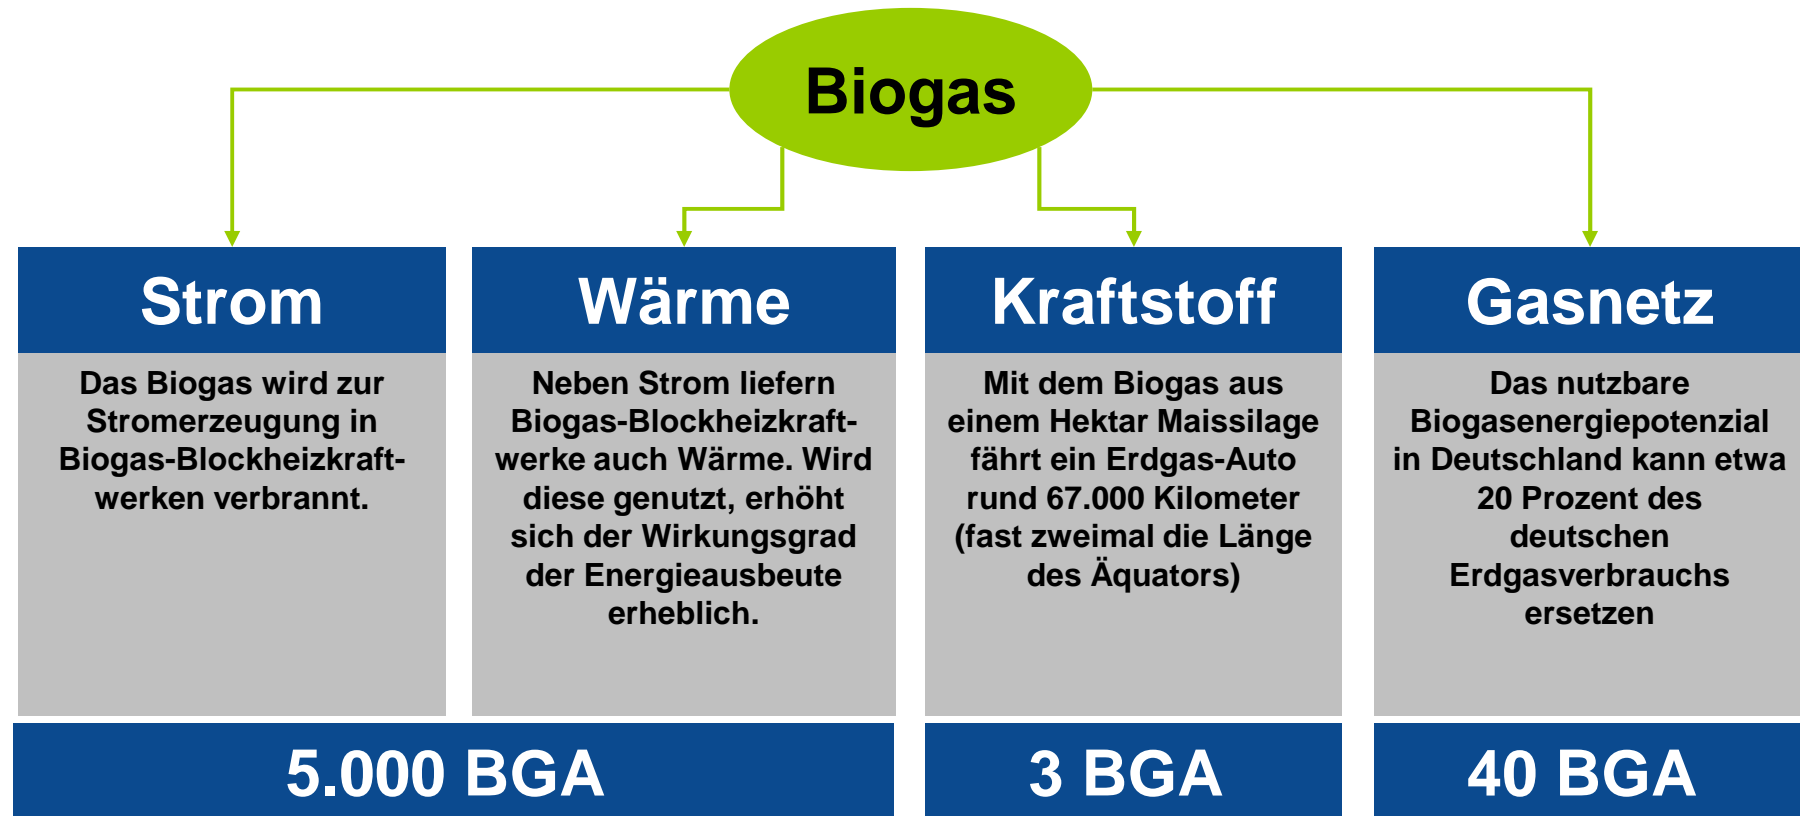 Biogas
Strom
Das Biogas wird zur
Stromerzeugung in
Biogas-Blockheizkraft-
werken verbrannt.
Wärme
Neben Strom liefern
Biogas-Blockheizkraft-
werke auch Wärme. Wird
diese genutzt, erhöht
sich der Wirkungsgrad
der Energieausbeute
erheblich.
Kraftstoff
Mit dem Biogas aus
einem Hektar Maissilage
fährt ein Erdgas-Auto
rund 67.000 Kilometer
(fast zweimal die Länge
des Äquators)
Gasnetz
Das nutzbare
Biogasenergiepotenzial
in Deutschland kann etwa
20 Prozent des
deutschen
Erdgasverbrauchs
ersetzen
5.000 BGA
3 BGA
40 BGA